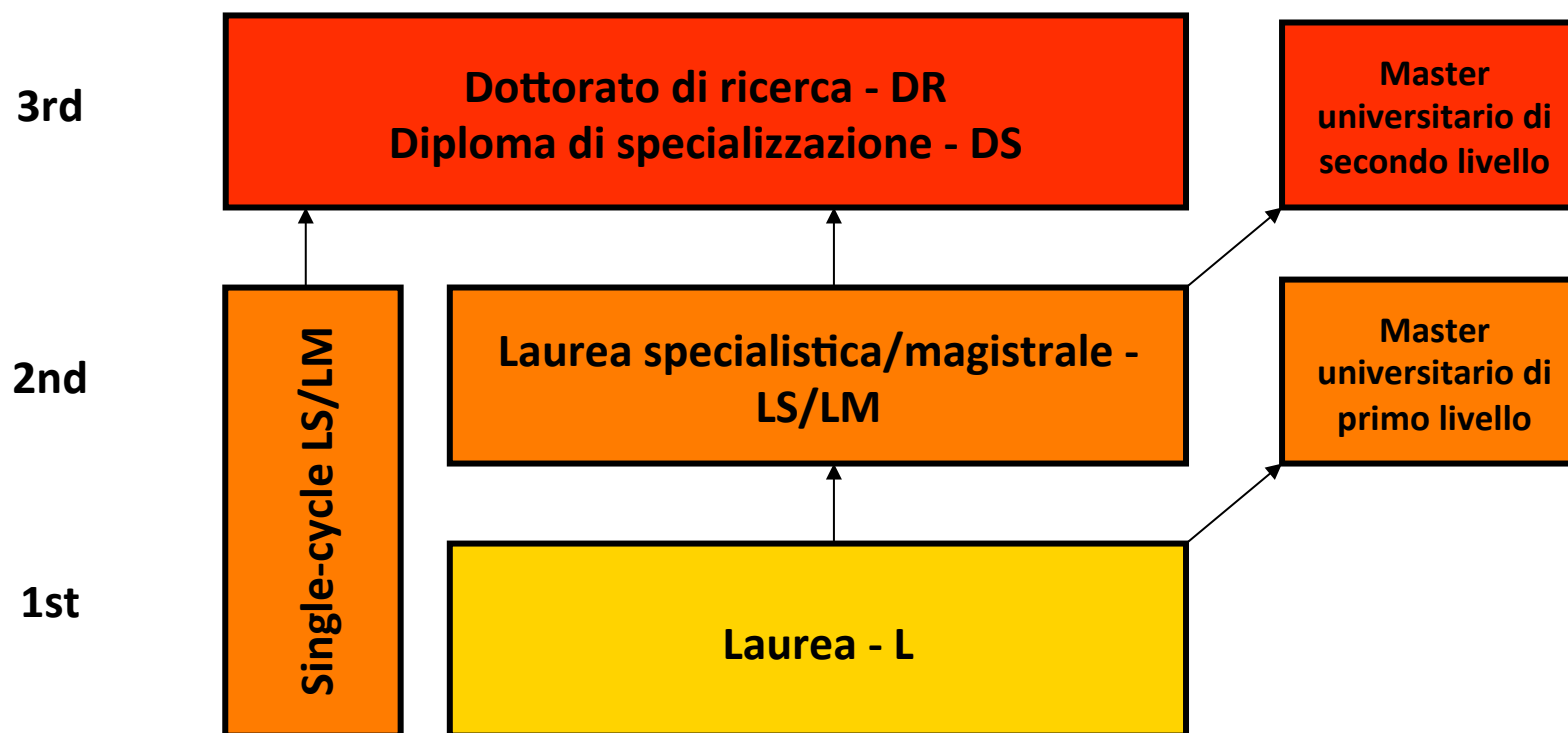 3rd
Dottorato di ricerca - DR
Diploma di specializzazione - DS
Master
universitario di
secondo livello
2nd
Single-cycle LS/LM
Laurea specialistica/magistrale -
LS/LM
Master
universitario di
primo livello
1st
Laurea - L